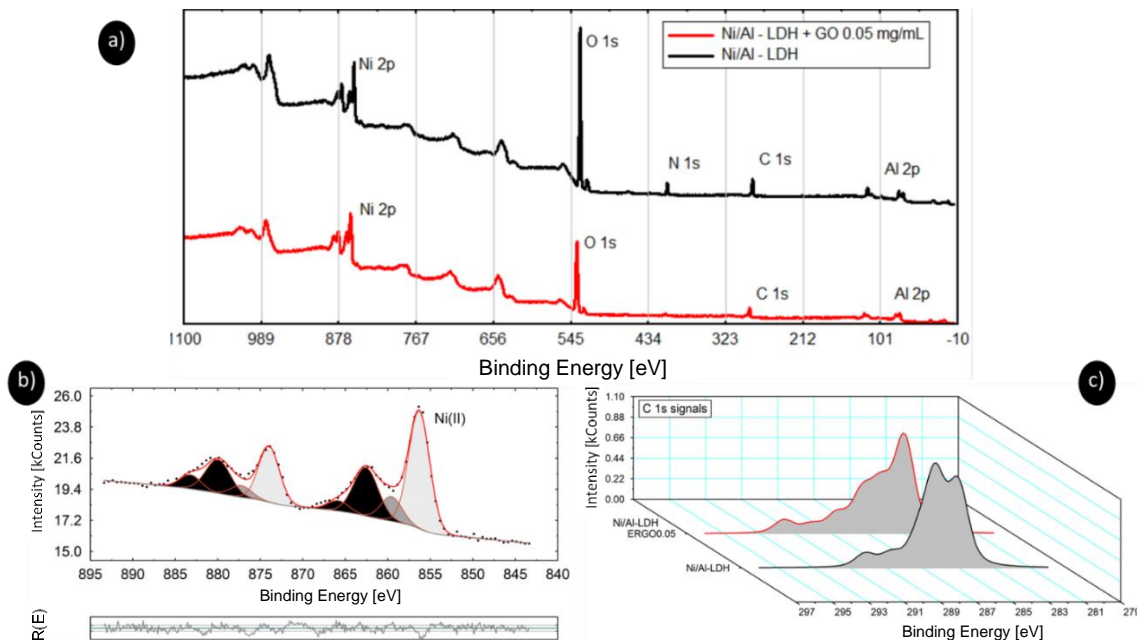 a)
Ni/Al - LDH + GO 0.05 mg/mL
Ni/Al - LDH
O 1s
Ni 2p
N 1s
C 1s
Al 2p
Ni 2p
O 1s
C 1s
Al 2p
1100 989 878 767 656 545 434 323 212 101 -10
Binding Energy [eV]
b)
Intensity [kCounts]
26.0
23.8
21.6
19.4
17.2
15.0
Ni(II)
895 890 885 880 875 870 865 860 855 850 845 840
Binding Energy [eV]
R(E)
c)
C 1s signals
Intensity [kCounts]
1.10
0.88
0.66
0.44
0.22
0.00
Ni/Al-LDH
ERGO0.05
Ni/Al-LDH
297 295 293 291 289 287 285 283 281 279
Binding Energy [eV]